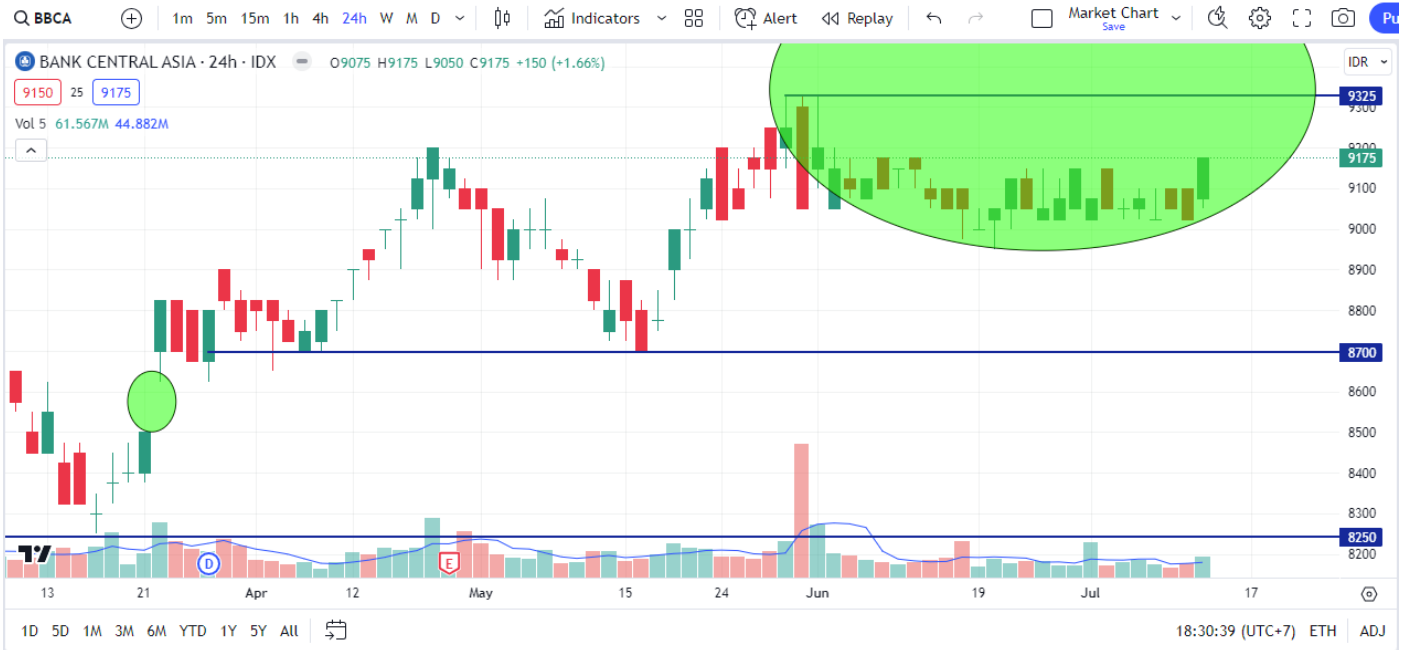 BBCA 1m 5m 15m 1h 4h 24h W M D Indicators Alert Replay Market Chart
Save
BANK CENTRAL ASIA · 24h · IDX O9075 H9175 L9050 C9175 +150 (+1.66%) IDR
9150 25 9175
9325
9300
Vol 5 61.567M 44.882M
9175
9100
9000
8900
8800
8700
8600
8500
8400
8300
8250
8200
D E
13 21 Apr 12 May 15 24 Jun 19 Jul 17
1D 5D 1M 3M 6M YTD 1Y 5Y All 18:30:39 (UTC+7) ETH ADJ